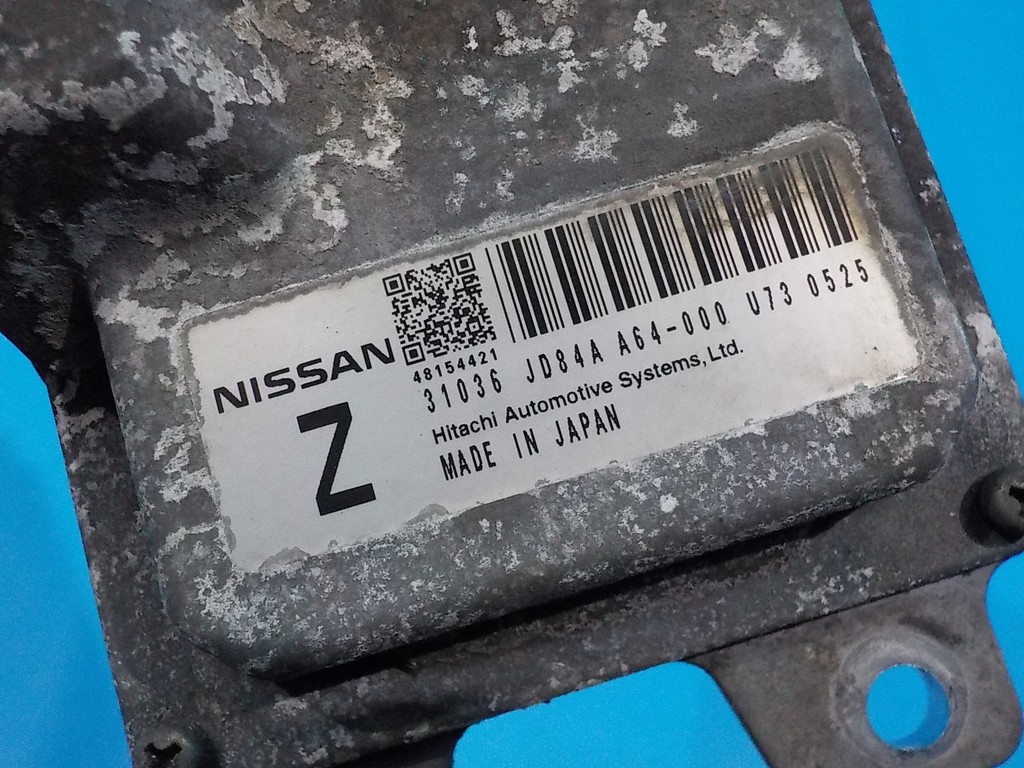 NISSAN
Z
48154421
31036 JD84A A64-000 U73 0525
Hitachi Automotive Systems, Ltd.
MADE IN JAPAN